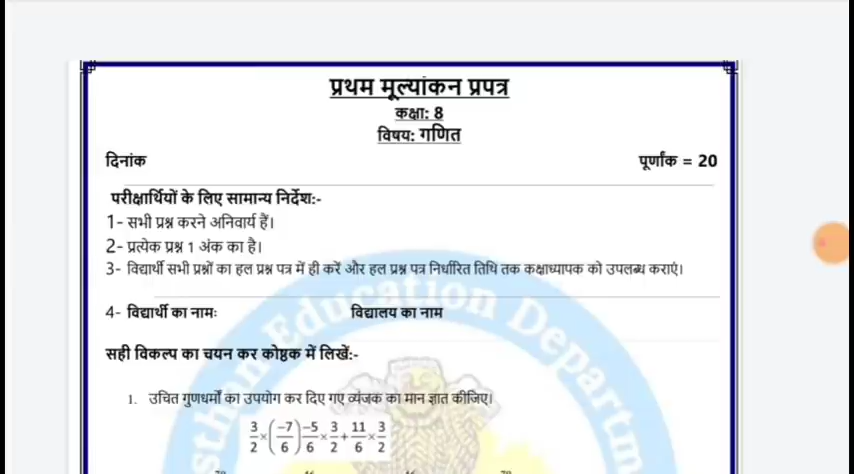 प्रथम मूल्यांकन प्रपत्र
कक्षा: 8
विषय: गणित
दिनांक पूर्णांक = 20
परीक्षार्थियों के लिए सामान्य निर्देश:-
1- सभी प्रश्न करने अनिवार्य हैं।
2- प्रत्येक प्रश्न 1 अंक का है।
3- विद्यार्थी सभी प्रश्नों का हल प्रश्न पत्र में ही करें और हल प्रश्न पत्र निर्धारित तिथि तक कक्षाध्यापक को उपलब्ध कराएं।
4- विद्यार्थी का नामः विद्यालय का नाम
सही विकल्प का चयन कर कोष्ठक में लिखें:-
1. उचित गुणधर्मों का उपयोग कर दिए गए व्यंजक का मान ज्ञात कीजिए।
3/2×(-7/6)-5/6×3/2+11/6×3/2
sthan Education Departm